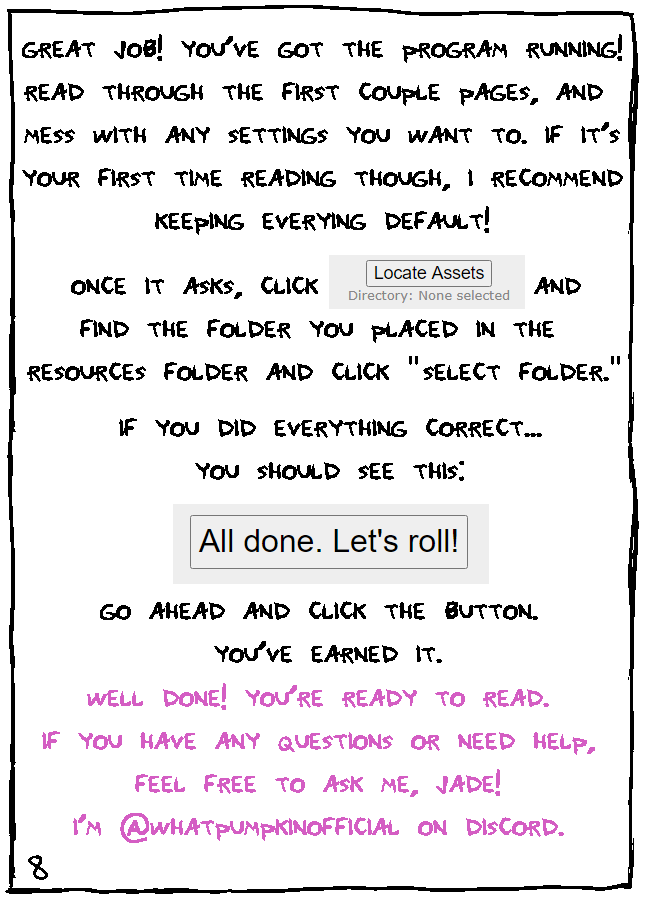 GREAT JOB! YOU'VE GOT THE PROGRAM RUNNING!
READ THROUGH THE FIRST COUPLE PAGES, AND
MESS WITH ANY SETTINGS YOU WANT TO. IF IT'S
YOUR FIRST TIME READING THOUGH, I RECOMMEND
KEEPING EVERYING DEFAULT!
ONCE IT ASKS, CLICK Locate Assets AND
Directory: None selected
FIND THE FOLDER YOU PLACED IN THE
RESOURCES FOLDER AND CLICK "SELECT FOLDER."
IF YOU DID EVERYTHING CORRECT...
YOU SHOULD SEE THIS:
All done. Let's roll!
GO AHEAD AND CLICK THE BUTTON.
YOU'VE EARNED IT.
WELL DONE! YOU'RE READY TO READ.
IF YOU HAVE ANY QUESTIONS OR NEED HELP,
FEEL FREE TO ASK ME, JADE!
I'M @WHATPUMPKINOFFICIAL ON DISCORD.
8